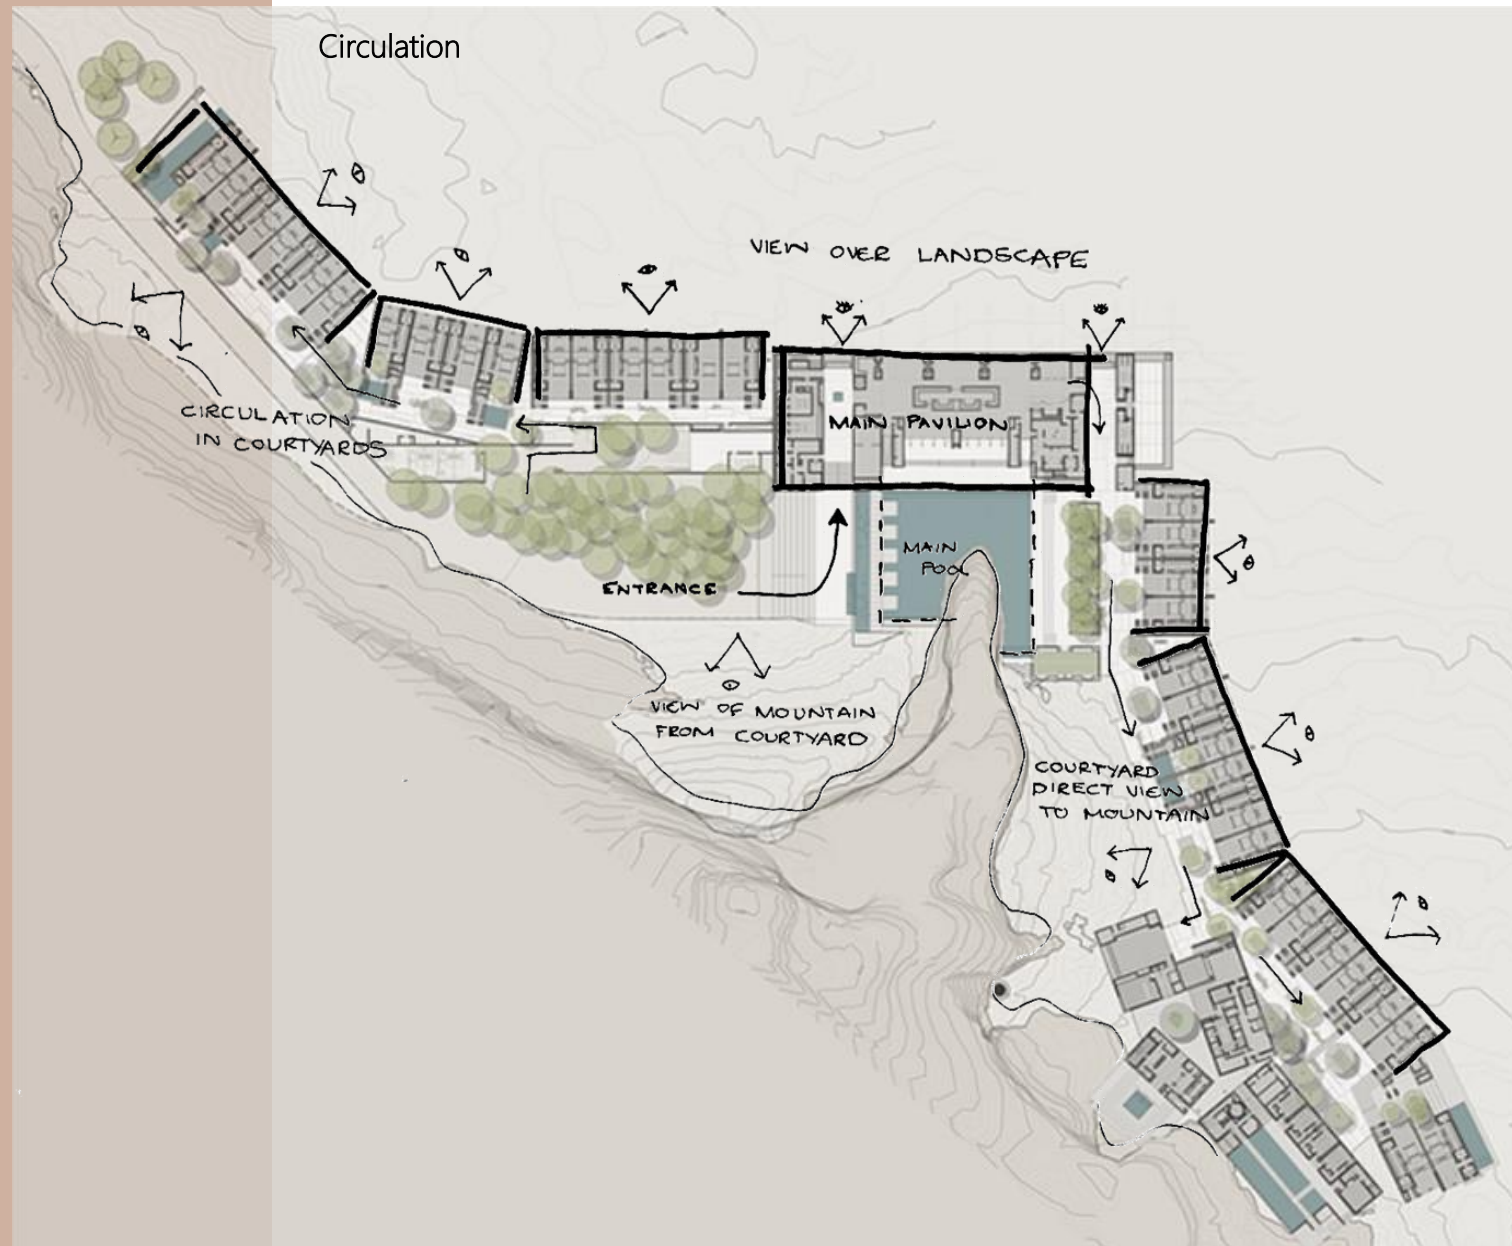 Circulation
VIEW OVER LANDSCAPE
CIRCULATION
IN COURTYARDS
MAIN PAVILION
MAIN
POOL
ENTRANCE
VIEW OF MOUNTAIN
FROM COURTYARD
COURTYARD
DIRECT VIEW
TO MOUNTAIN